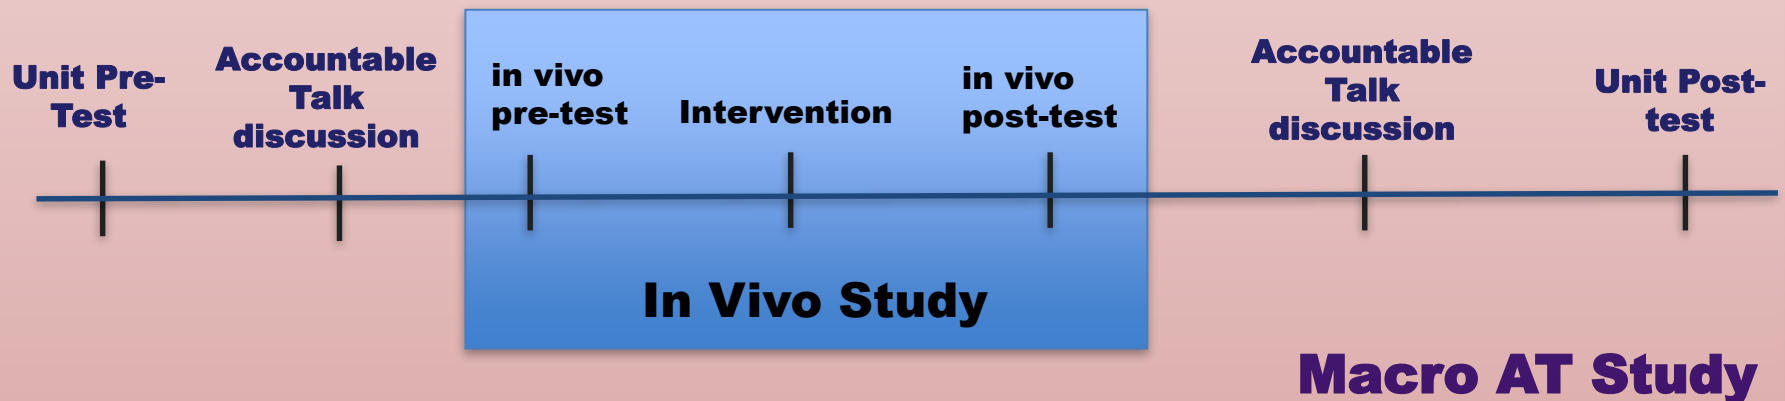 Unit Pre-
Test
Accountable
Talk
discussion
in vivo
pre-test
Intervention
in vivo
post-test
Accountable
Talk
discussion
Unit Post-
test
In Vivo Study
Macro AT Study